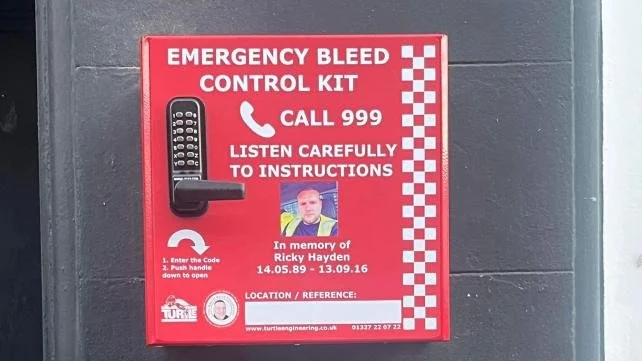 EMERGENCY BLEED
CONTROL KIT
CALL 999
LISTEN CAREFULLY
TO INSTRUCTIONS
In memory of
Ricky Hayden
14.05.89 - 13.09.16
1. Enter the Code
2. Push handle
down to open
LOCATION / REFERENCE:
TURTLE
www.turtleengineering.co.uk 01327 22 07 22